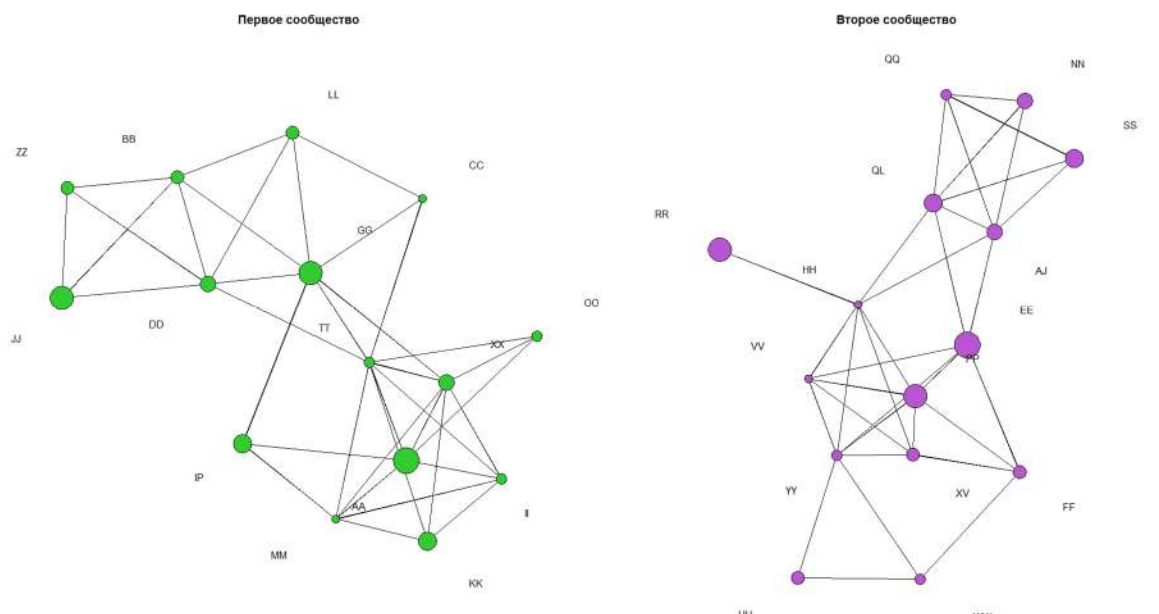 Первое сообщество
LL
BB
ZZ
CC
GG
OO
JJ
DD
TT
XX
IP
AA
II
MM
KK
Второе сообщество
QQ
NN
SS
QL
RR
HH
AJ
EE
VV
PP
YY
XV
FF